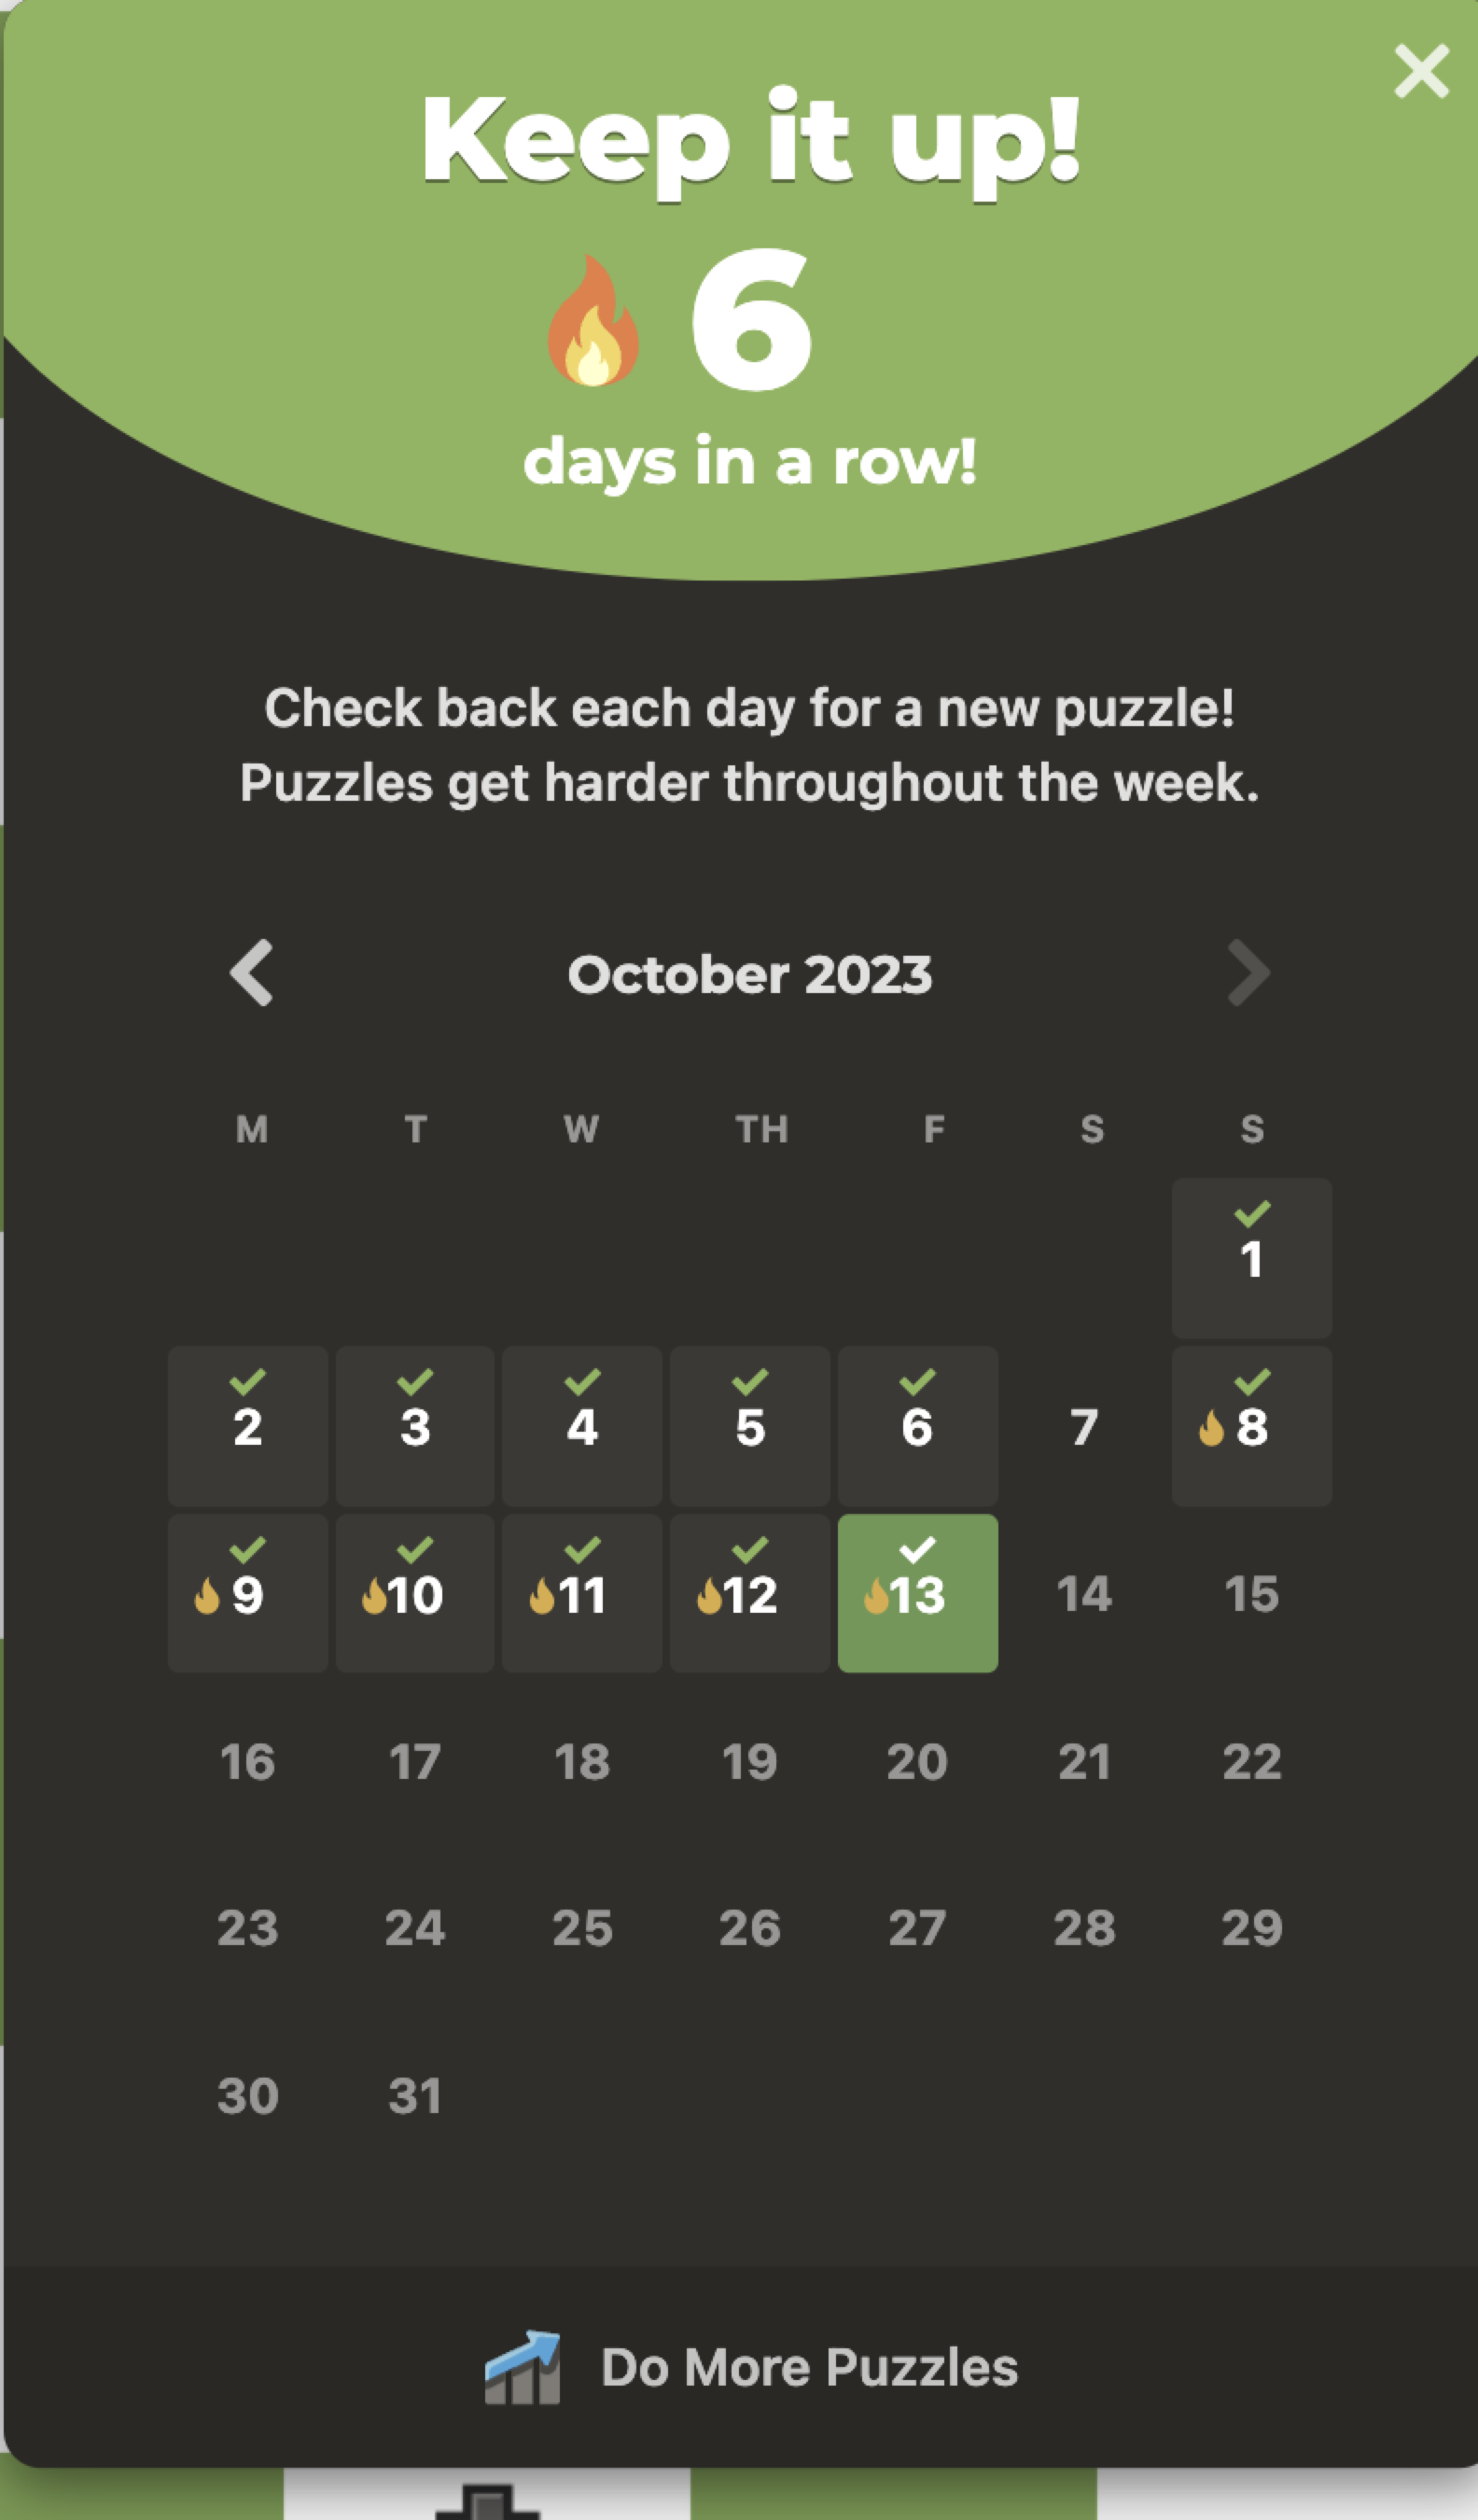 Keep it up!
6
days in a row!
Check back each day for a new puzzle!
Puzzles get harder throughout the week.
October 2023
M T W TH F S S
1
2 3 4 5 6 7 8
9 10 11 12 13 14 15
16 17 18 19 20 21 22
23 24 25 26 27 28 29
30 31
Do More Puzzles